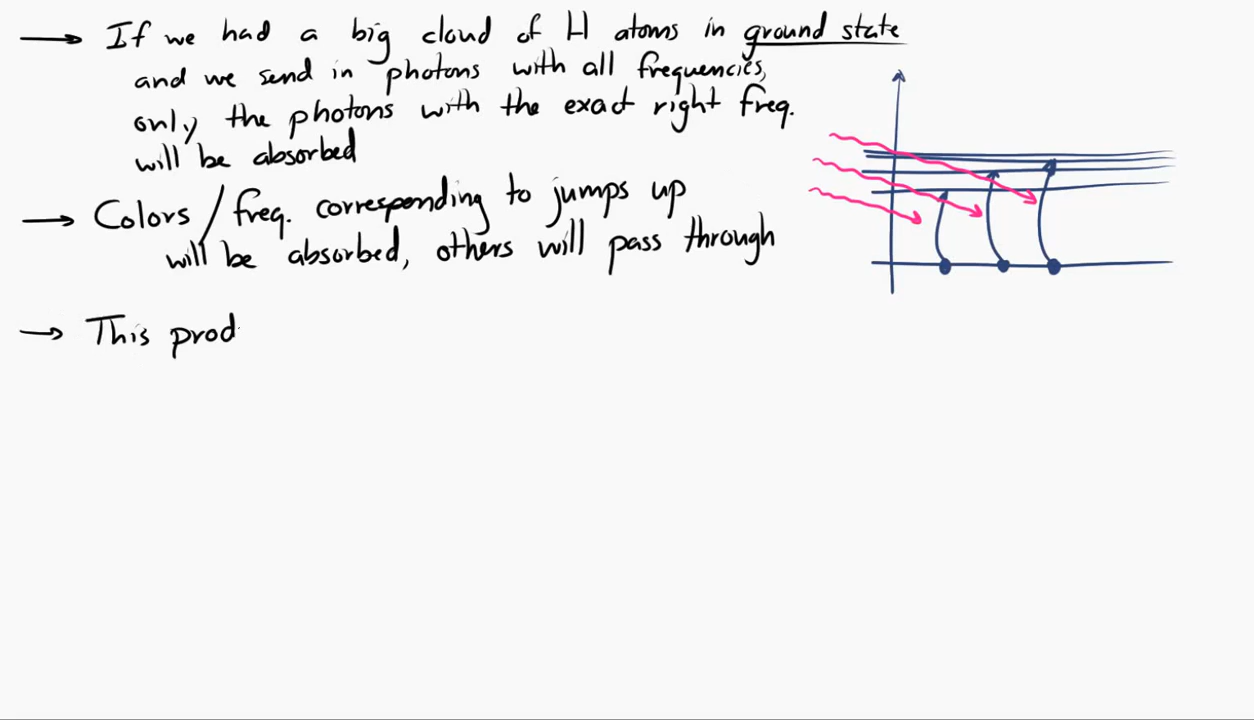 → If we had a big cloud of H atoms in ground state
and we send in photons with all frequencies,
only the photons with the exact right freq.
will be absorbed
→ Colors / freq. corresponding to jumps up
will be absorbed, others will pass through
→ This prod